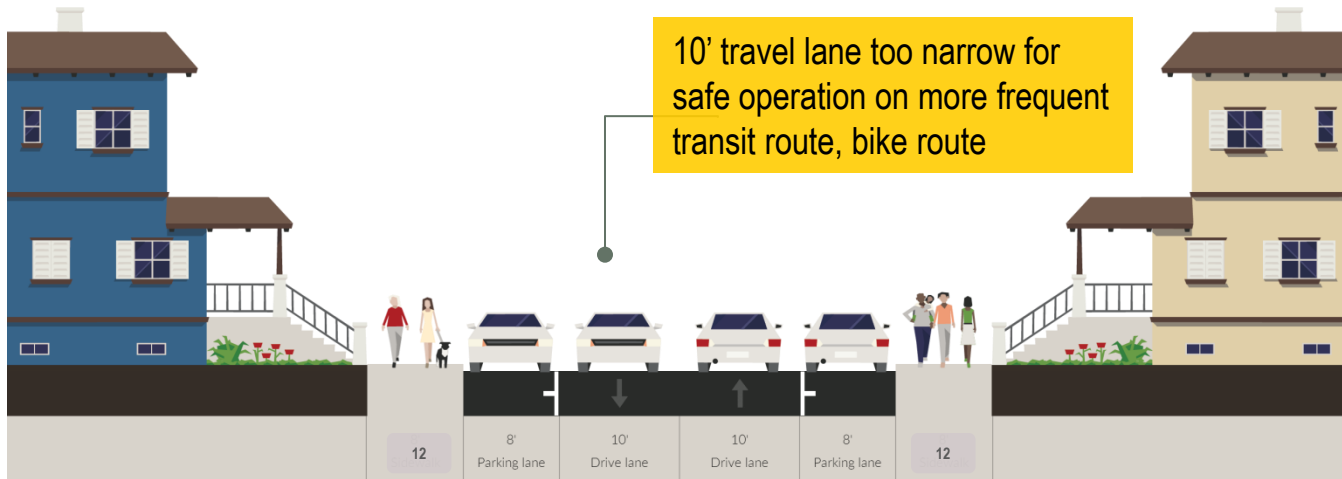 10’ travel lane too narrow for
safe operation on more frequent
transit route, bike route
12
8'
Parking lane
10'
Drive lane
10'
Drive lane
8'
Parking lane
12